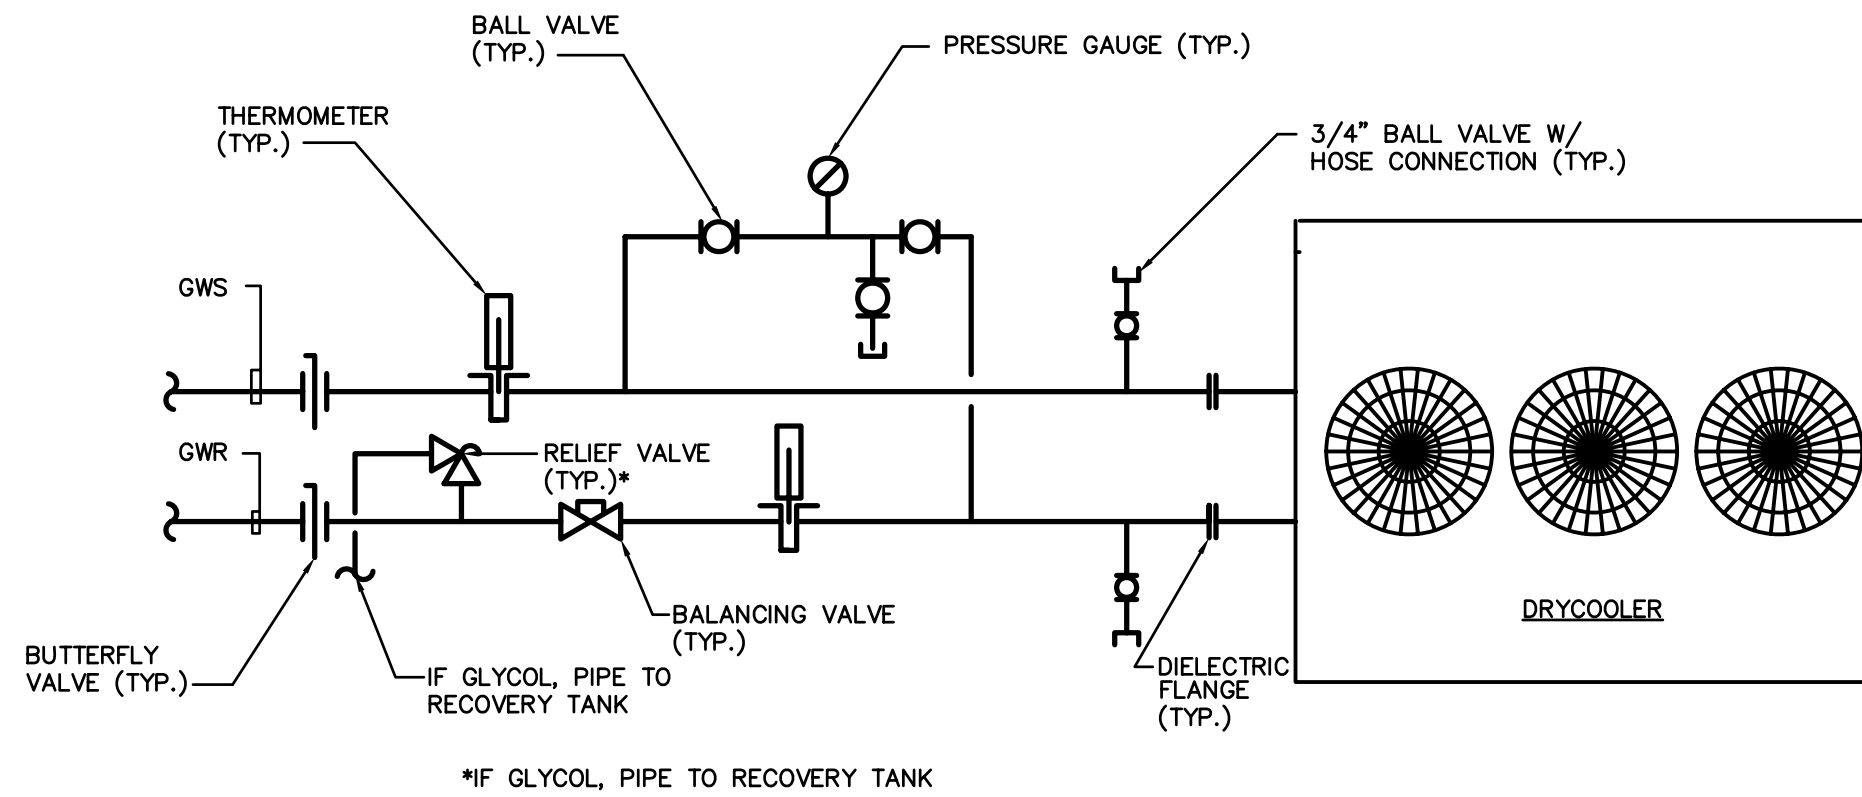 BALL VALVE
(TYP.)
PRESSURE GAUGE (TYP.)
THERMOMETER
(TYP.)
3/4" BALL VALVE W/
HOSE CONNECTION (TYP.)
GWS
GWR
RELIEF VALVE
(TYP.)*
BALANCING VALVE
(TYP.)
DRYCOOLER
BUTTERFLY
VALVE (TYP.)
IF GLYCOL, PIPE TO
RECOVERY TANK
DIELECTRIC
FLANGE
(TYP.)
*IF GLYCOL, PIPE TO RECOVERY TANK